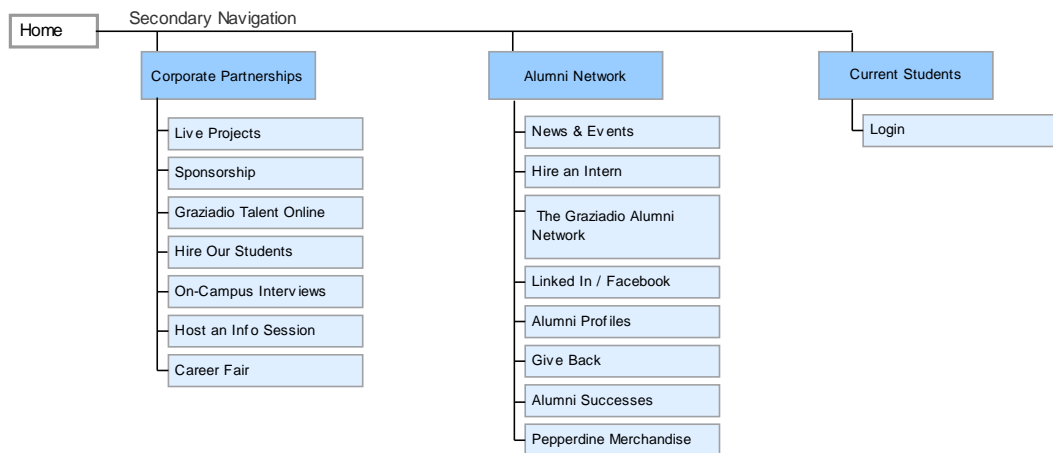 Secondary Navigation
Home
Corporate Partnerships
Alumni Network
Current Students
Live Projects
Sponsorship
Graziadio Talent Online
Hire Our Students
On-Campus Interviews
Host an Info Session
Career Fair
News & Events
Hire an Intern
The Graziadio Alumni
Network
Linked In / Facebook
Alumni Profiles
Give Back
Alumni Successes
Pepperdine Merchandise
Login